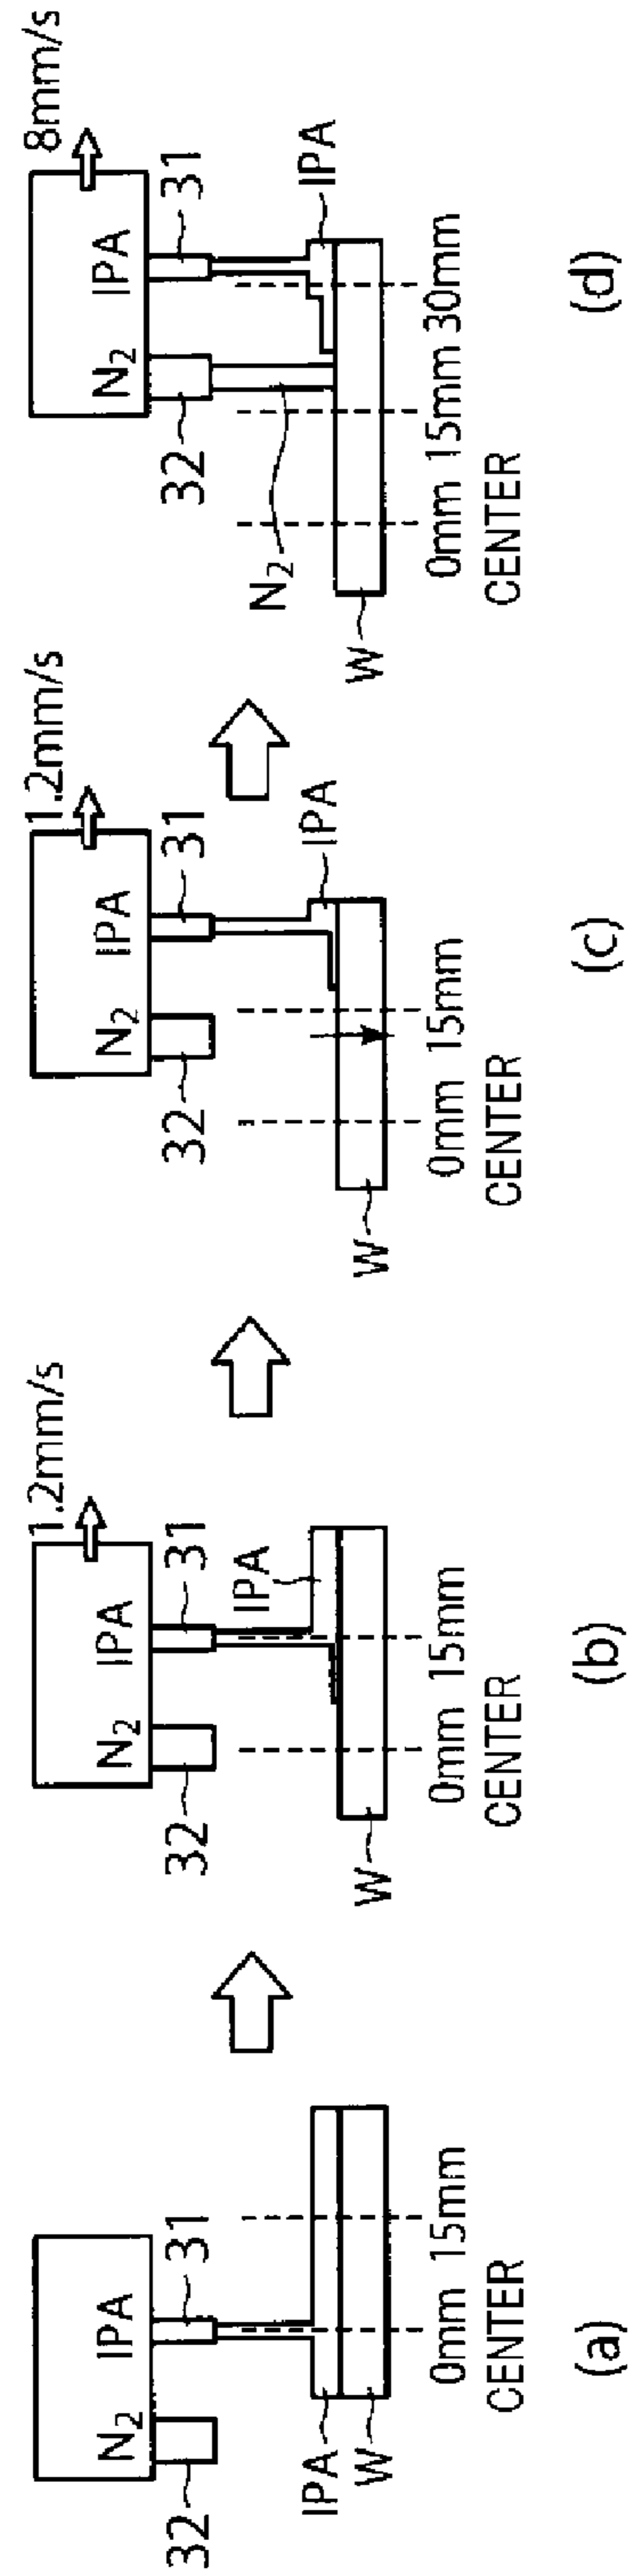 N₂ IPA
32
31
IPA
W
0mm 15mm
CENTER
(a)
1.2mm/s
N₂ IPA
32
31
IPA
W
0mm 15mm
CENTER
(b)
1.2mm/s
N₂ IPA
32
31
IPA
W
0mm 15mm
CENTER
(c)
8mm/s
N₂ IPA
32
31
N₂
IPA
W
0mm 15mm 30mm
CENTER
(d)